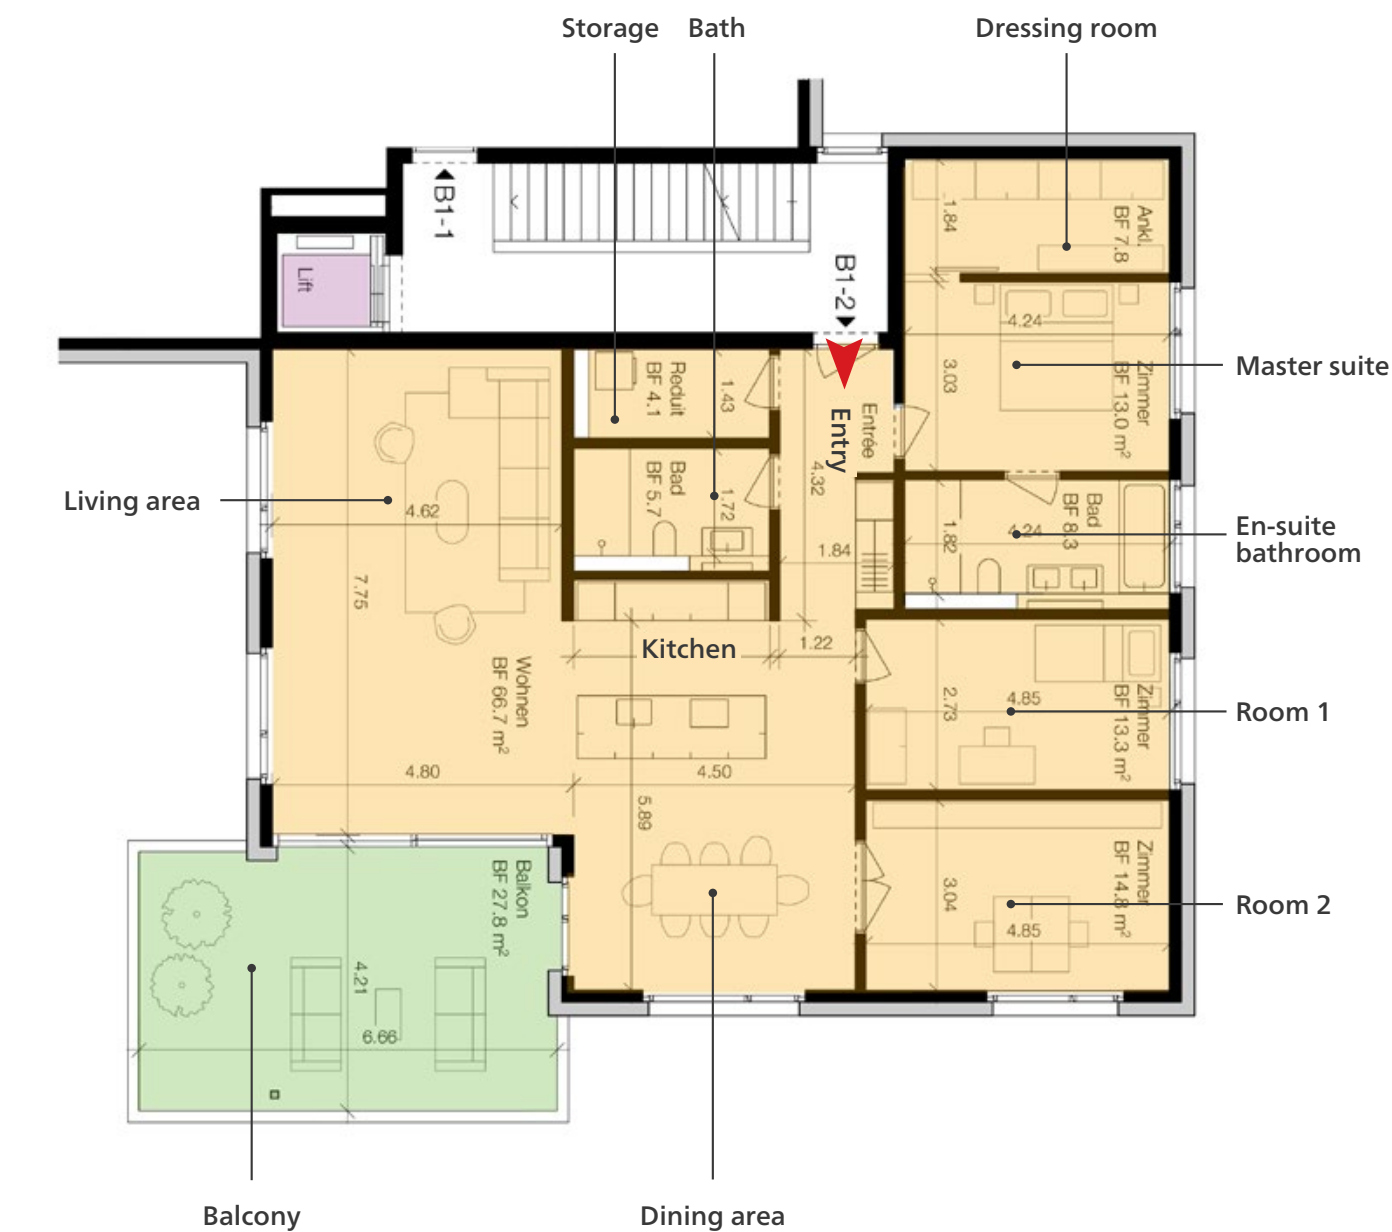 Storage
Bath
Dressing room
B1-1
Lift
B1-2
1.84
Ankl.
BF 7.8
4.24
3.03
Zimmer
BF 13.0 m²
Master suite
Reduit
BF 4.1
1.43
Entry
Entrée
4.32
Living area
4.62
7.75
Bad
BF 5.7
1.72
1.84
1.82
4.24
Bad
BF 8.3
En-suite
bathroom
Kitchen
1.22
Wohnen
BF 66.7 m²
2.73
4.85
Zimmer
BF 13.3 m²
Room 1
4.80
4.50
5.89
3.04
4.85
Zimmer
BF 14.8 m²
Room 2
Balkon
BF 27.8 m²
4.21
6.66
Balcony
Dining area